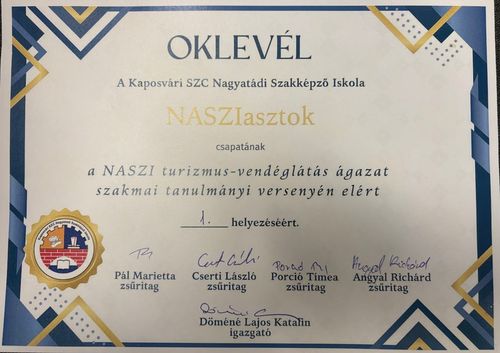 OKLEVÉL
A Kaposvári SZC Nagyatádi Szakképző Iskola
NASZIasztok
csapatának
a NASZI turizmus-vendéglátás ágazat
szakmai tanulmányi versenyén elért
1. helyezéséért.
Pál Marietta Cserti László Porció Tímea Angyal Richárd
zsűritag zsűritag zsűritag zsűritag
Döméné Lajos Katalin
igazgató